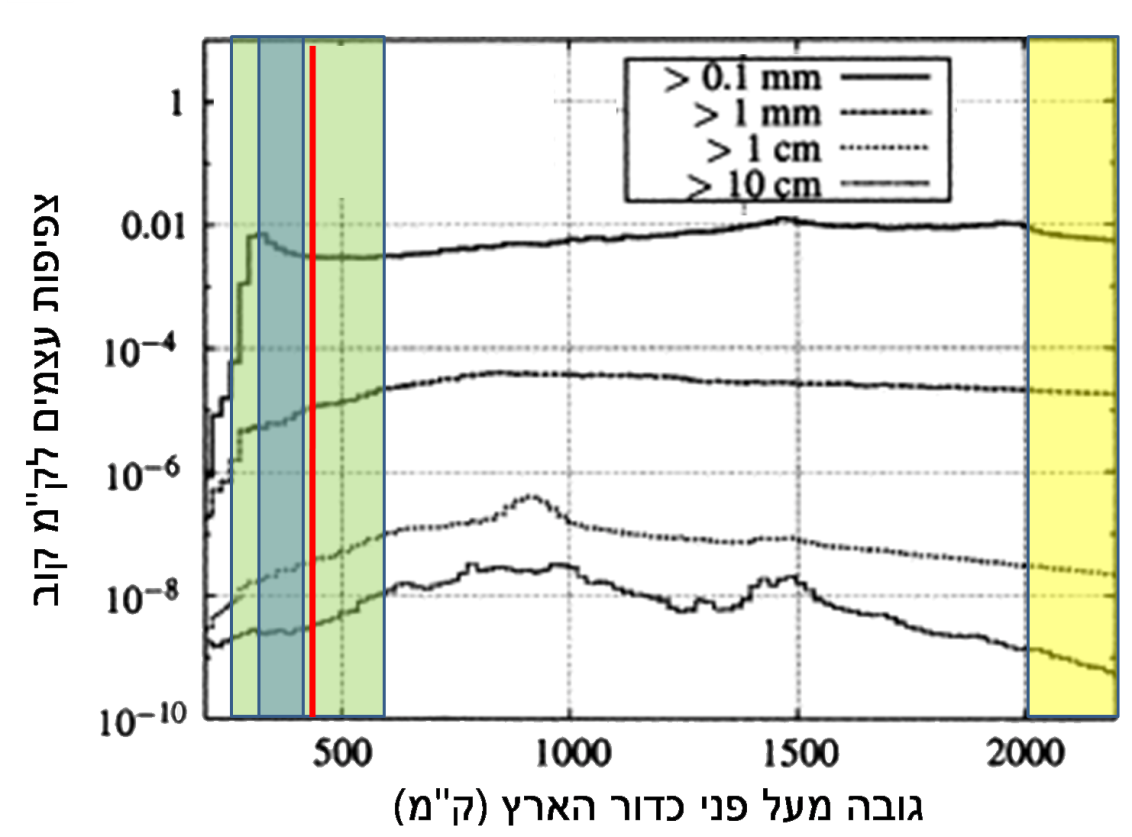 > 0.1 mm
> 1 mm
> 1 cm
> 10 cm
1
0.01
10−4
10−6
10−8
10−10
צפיפות עצמים לק"מ קוב
500 1000 1500 2000
גובה מעל פני כדור הארץ (ק"מ)